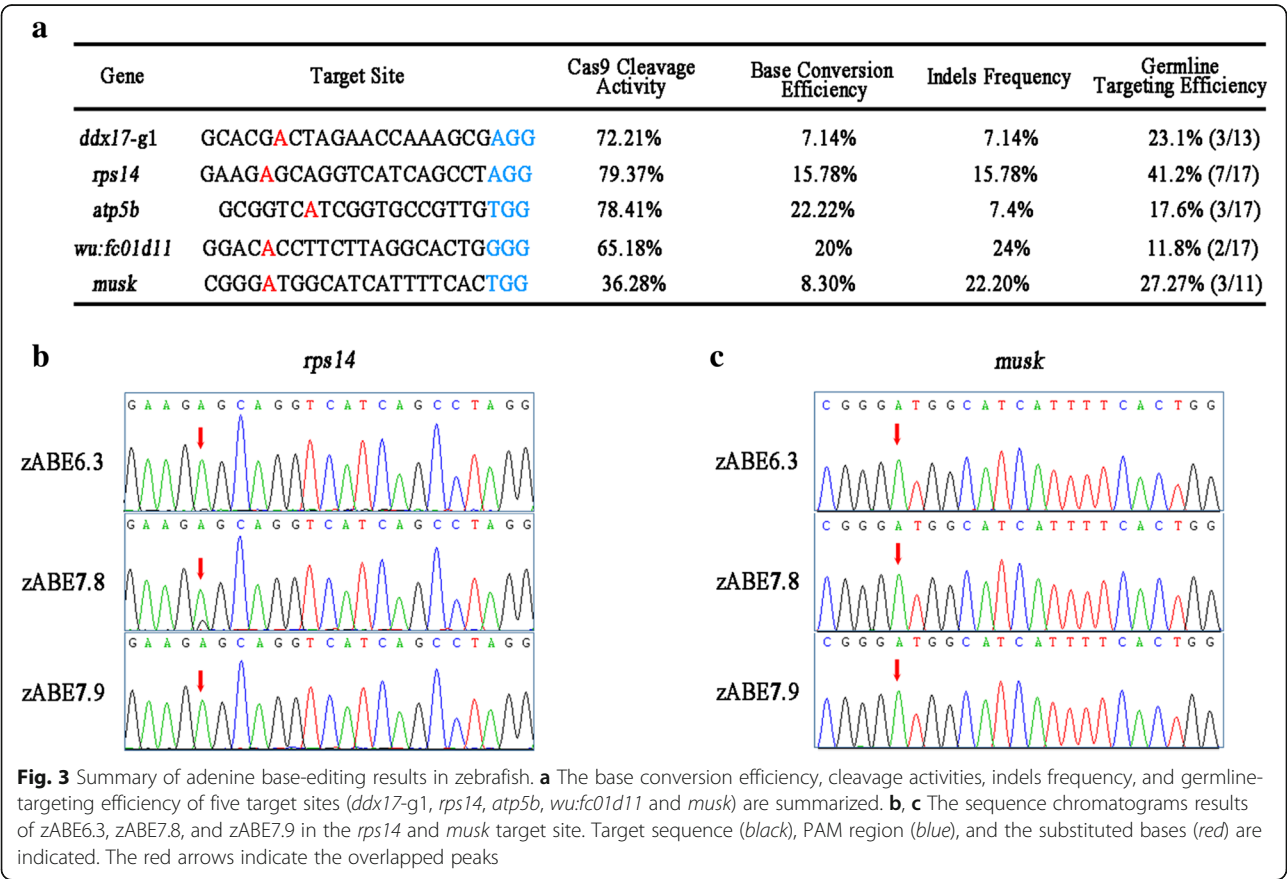 a
Gene Target Site Cas9 Cleavage Activity Base Conversion Efficiency Indels Frequency Germline Targeting Efficiency
ddx17-g1 GCACGACTAGAACCAAAGCGAGG 72.21% 7.14% 7.14% 23.1% (3/13)
rps14 GAAGAGCAGGTCATCAGCCTAGG 79.37% 15.78% 15.78% 41.2% (7/17)
atp5b GCGGTCATCGGTGCCGTTGTGG 78.41% 22.22% 7.4% 17.6% (3/17)
wu:fc01d11 GGACACCTTCTTAGGCACTGGGG 65.18% 20% 24% 11.8% (2/17)
musk CGGGATGGCATCATTTTCACTGG 36.28% 8.30% 22.20% 27.27% (3/11)
b rps14
GAAGAGCAGGTCATCAGCCTAGG
zABE6.3
GAAGAGCAGGTCATCAGCCTAGG
zABE7.8
GAAGAGCAGGTCATCAGCCTAGG
zABE7.9
c musk
CGGGATGGCATCATTTTCACTGG
zABE6.3
CGGGATGGCATCATTTTCACTGG
zABE7.8
CGGGATGGCATCATTTTCACTGG
zABE7.9
Fig. 3 Summary of adenine base-editing results in zebrafish. a The base conversion efficiency, cleavage activities, indels frequency, and germline-
targeting efficiency of five target sites (ddx17-g1, rps14, atp5b, wu:fc01d11 and musk) are summarized. b, c The sequence chromatograms results
of zABE6.3, zABE7.8, and zABE7.9 in the rps14 and musk target site. Target sequence (black), PAM region (blue), and the substituted bases (red) are
indicated. The red arrows indicate the overlapped peaks